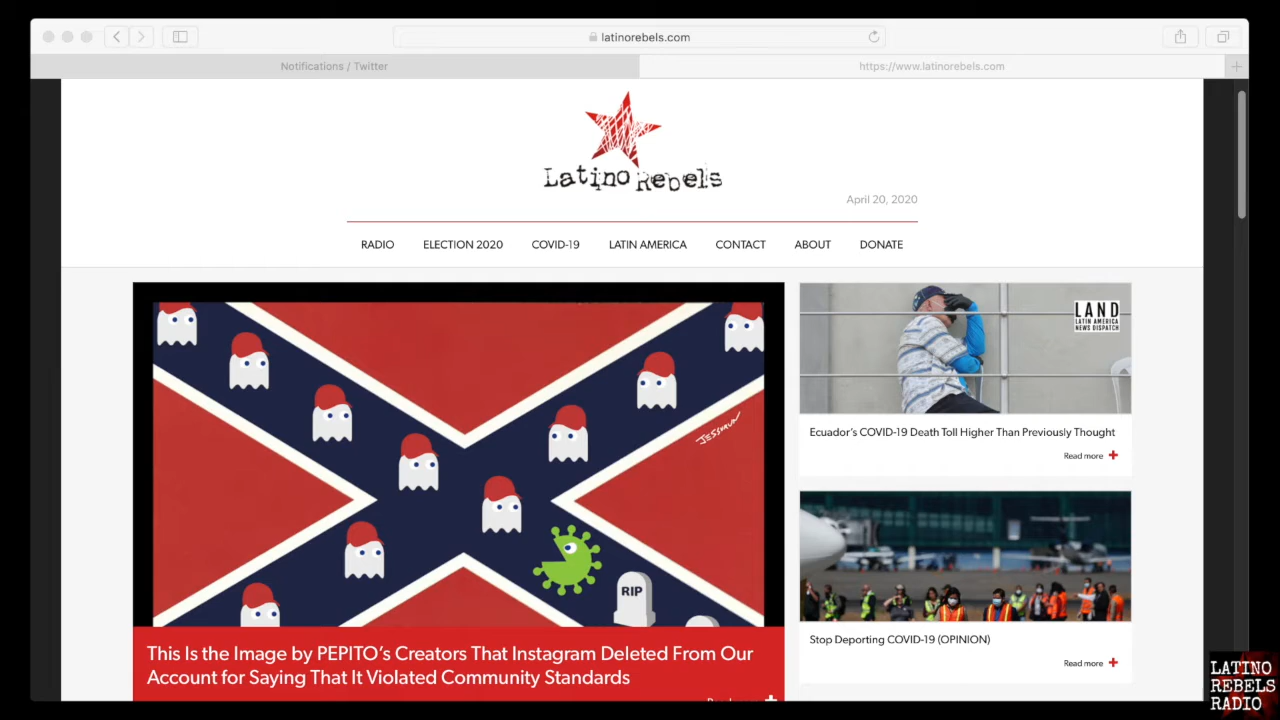 latinorebels.com
Notifications / Twitter
https://www.latinorebels.com
Latino Rebels
April 20, 2020
RADIO ELECTION 2020 COVID-19 LATIN AMERICA CONTACT ABOUT DONATE
JESSRUN
RIP
This Is the Image by PEPITO’s Creators That Instagram Deleted From Our
Account for Saying That It Violated Community Standards
LAND
LATIN AMERICA
NEWS DISPATCH
Ecuador’s COVID-19 Death Toll Higher Than Previously Thought
Read more
Stop Deporting COVID-19 (OPINION)
Read more
LATINO
REBELS
RADIO